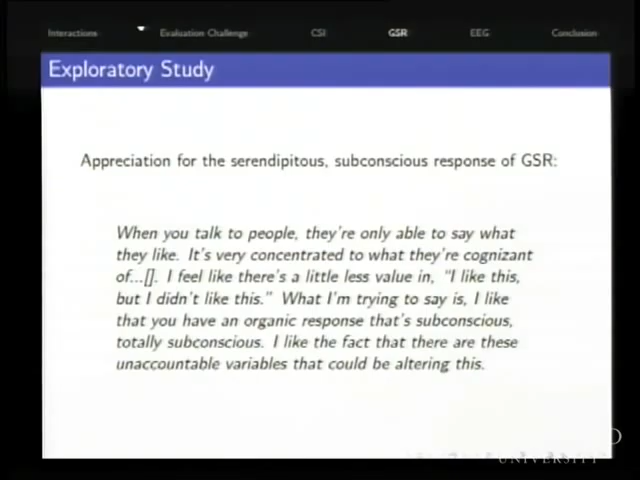 Interactions Evaluation Challenge CSI GSR EEG Conclusion
Exploratory Study
Appreciation for the serendipitous, subconscious response of GSR:
When you talk to people, they're only able to say what
they like. It's very concentrated to what they're cognizant
of...[]. I feel like there's a little less value in, "I like this,
but I didn't like this." What I'm trying to say is, I like
that you have an organic response that's subconscious,
totally subconscious. I like the fact that there are these
unaccountable variables that could be altering this.
UNIVERSITY